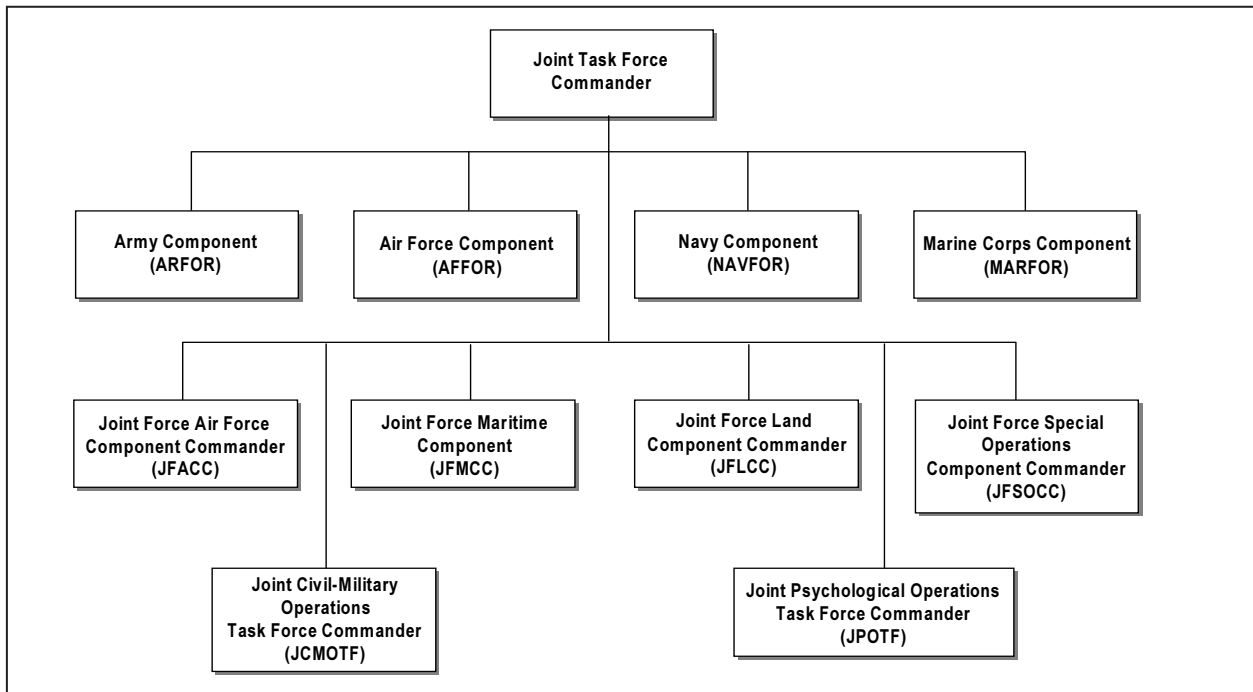 Joint Task Force
Commander
Army Component
(ARFOR)
Air Force Component
(AFFOR)
Navy Component
(NAVFOR)
Marine Corps Component
(MARFOR)
Joint Force Air Force
Component Commander
(JFACC)
Joint Force Maritime
Component
(JFMCC)
Joint Force Land
Component Commander
(JFLCC)
Joint Force Special
Operations
Component Commander
(JFSOCC)
Joint Civil-Military
Operations
Task Force Commander
(JCMOTF)
Joint Psychological Operations
Task Force Commander
(JPOTF)